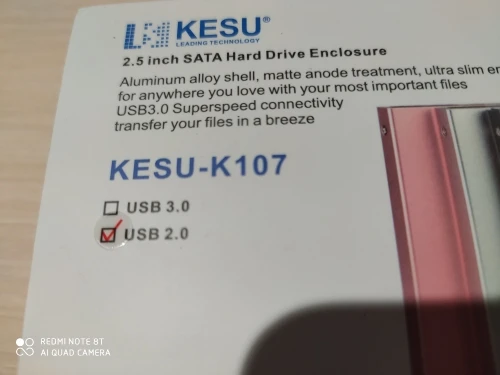 KESU®
LEADING TECHNOLOGY
2.5 inch SATA Hard Drive Enclosure
Aluminum alloy shell, matte anode treatment, ultra slim en
for anywhere you love with your most important files
USB3.0 Superspeed connectivity
transfer your files in a breeze
KESU-K107
USB 3.0
USB 2.0
REDMI NOTE 8T
AI QUAD CAMERA